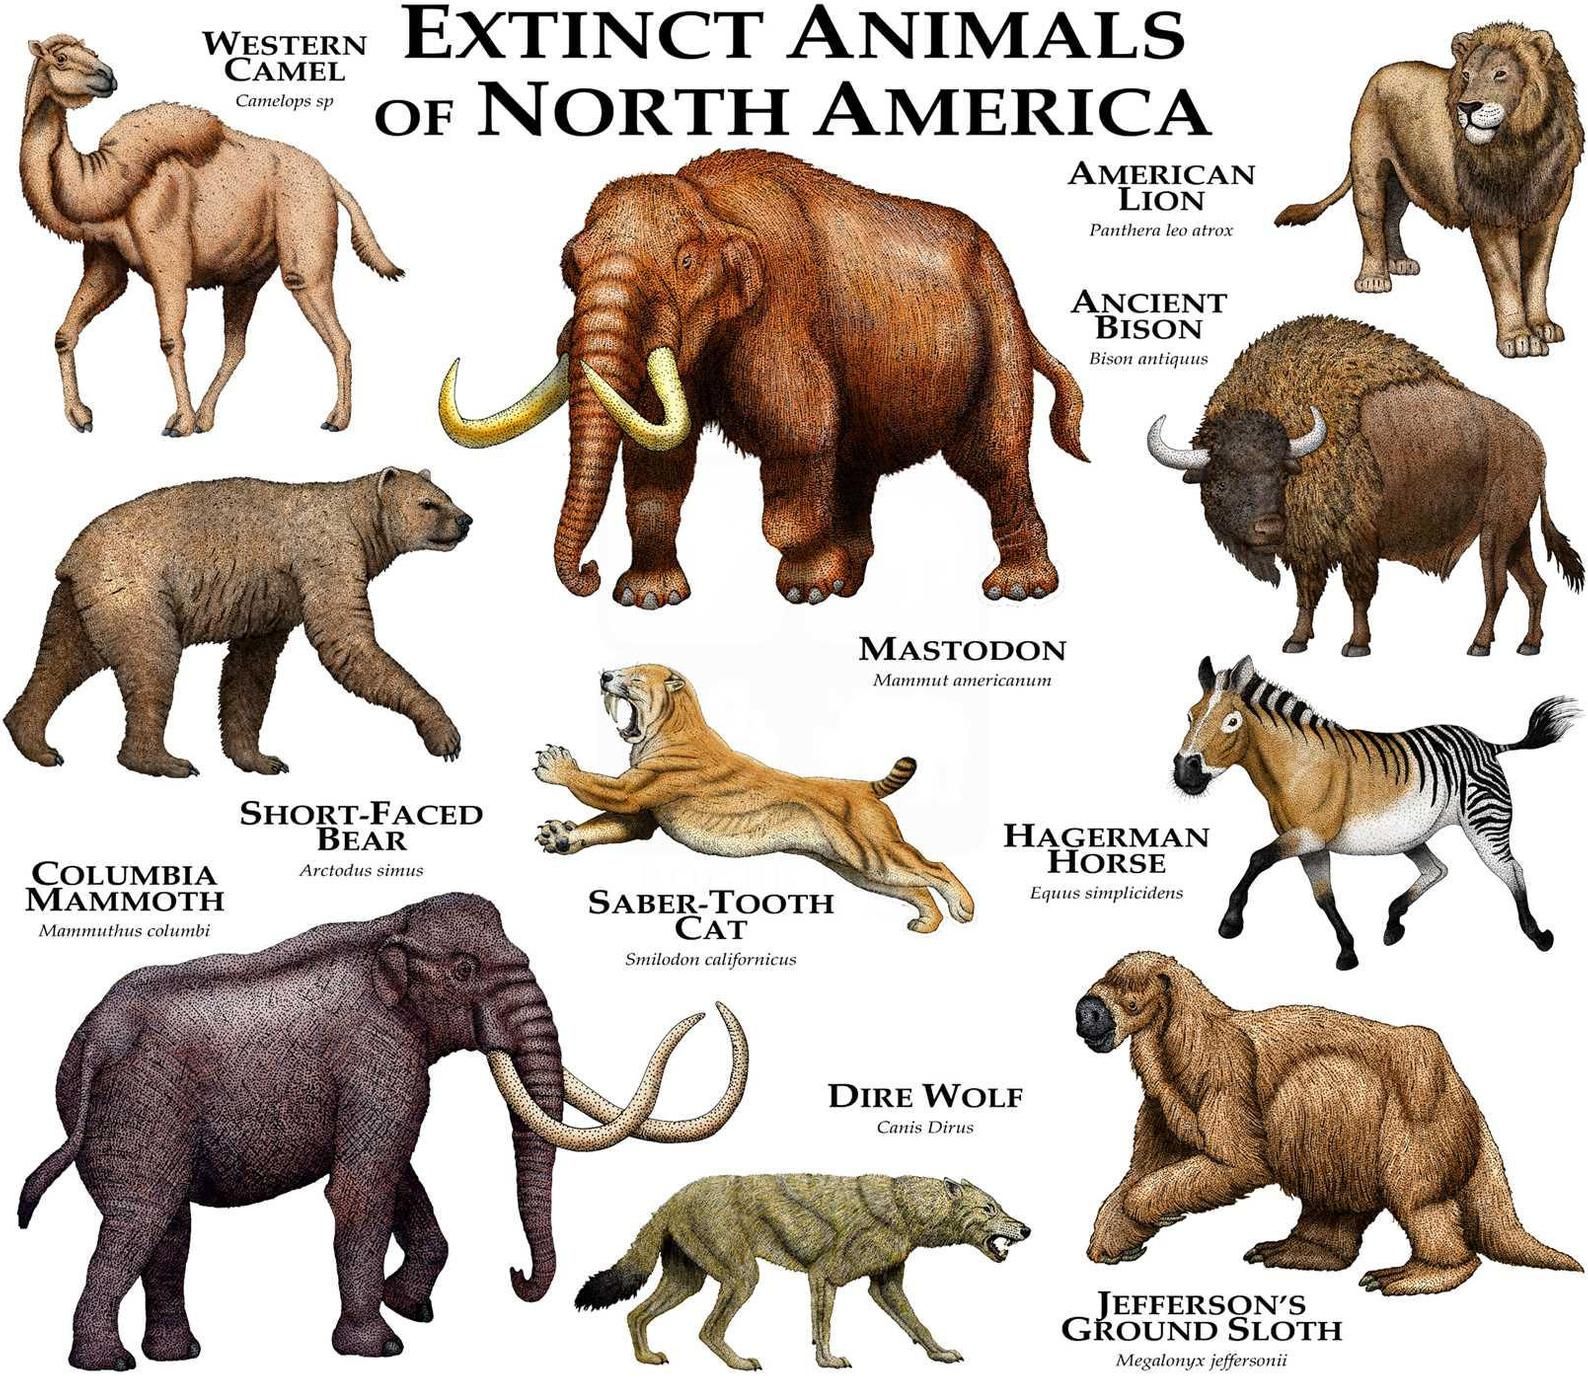 EXTINCT ANIMALS
OF NORTH AMERICA
WESTERN
CAMEL
Camelops sp
AMERICAN
LION
Panthera leo atrox
ANCIENT
BISON
Bison antiquus
MASTODON
Mammut americanum
SHORT-FACED
BEAR
Arctodus simus
HAGERMAN
HORSE
Equus simplicidens
COLUMBIA
MAMMOTH
Mammuthus columbi
SABER-TOOTH
CAT
Smilodon californicus
DIRE WOLF
Canis Dirus
JEFFERSON'S
GROUND SLOTH
Megalonyx jeffersonii